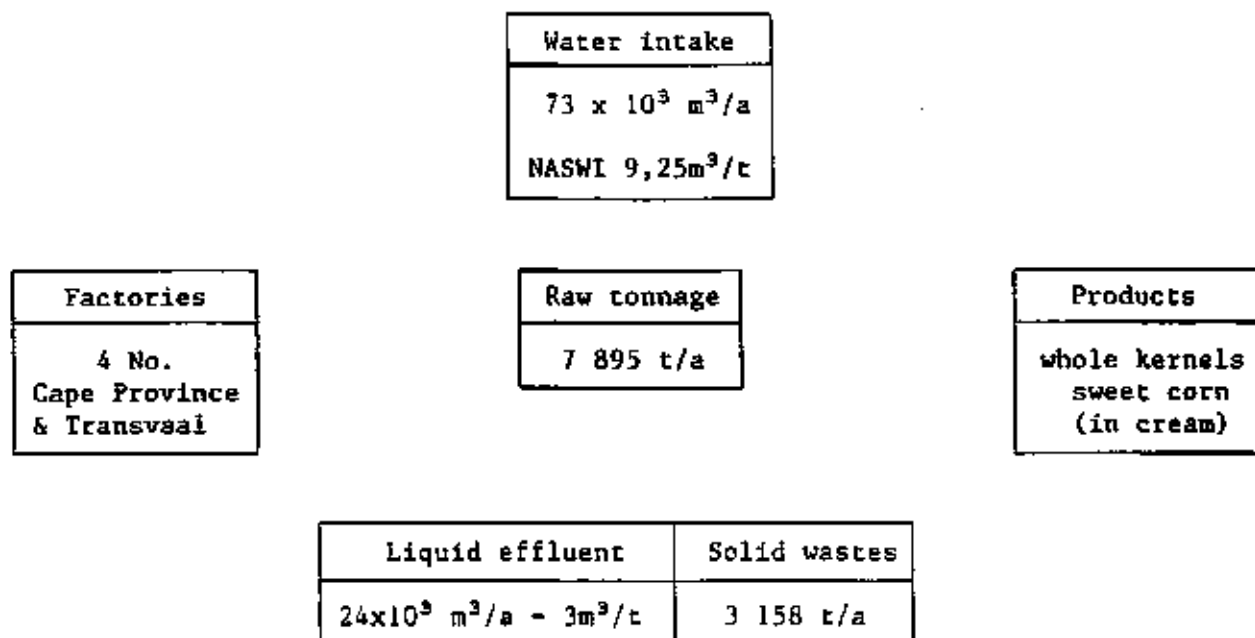 Water intake
73 x 10³ m³/a
NASWI 9,25m³/t
Factories
4 No.
Cape Province
& Transvaal
Raw tonnage
7 895 t/a
Products
whole kernels
sweet corn
(in cream)
Liquid effluent
24x10³ m³/a - 3m³/t
Solid wastes
3 158 t/a